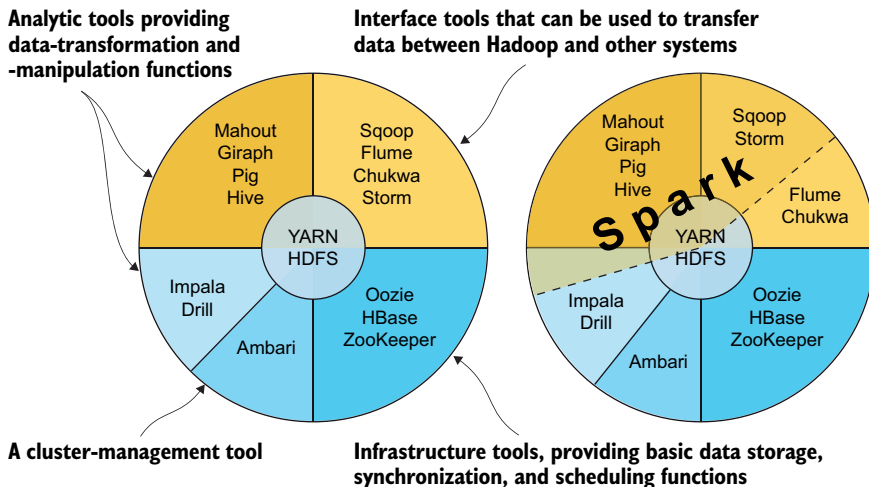 Analytic tools providing
data-transformation and
-manipulation functions
Interface tools that can be used to transfer
data between Hadoop and other systems
Mahout
Giraph
Pig
Hive
Sqoop
Flume
Chukwa
Storm
YARN
HDFS
Impala
Drill
Ambari
Oozie
HBase
ZooKeeper
Mahout
Giraph
Pig
Hive
Sqoop
Storm
Flume
Chukwa
Spark
YARN
HDFS
Impala
Drill
Ambari
Oozie
HBase
ZooKeeper
A cluster-management tool
Infrastructure tools, providing basic data storage,
synchronization, and scheduling functions